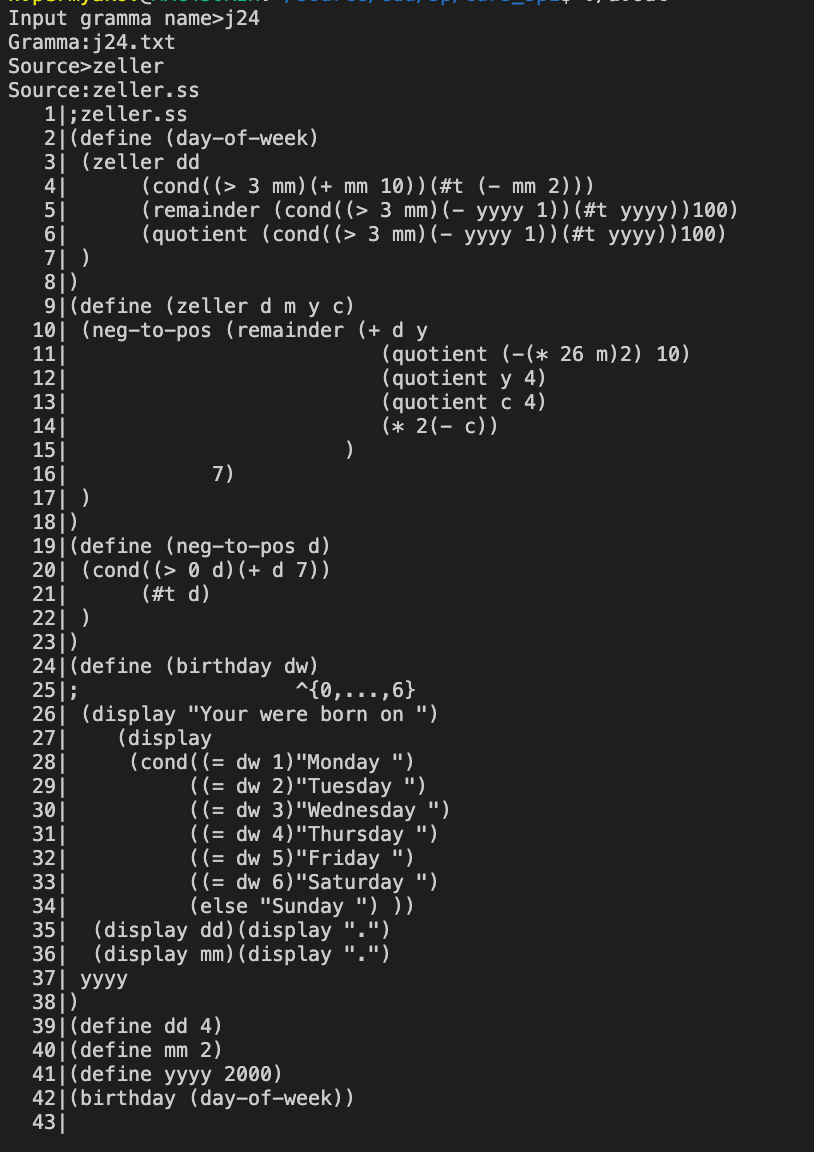 Input gramma name>j24
Gramma:j24.txt
Source>zeller
Source:zeller.ss
   1|;zeller.ss
   2|(define (day-of-week)
   3| (zeller dd
   4|      (cond((> 3 mm)(+ mm 10))(#t (- mm 2)))
   5|      (remainder (cond((> 3 mm)(- yyyy 1))(#t yyyy))100)
   6|      (quotient (cond((> 3 mm)(- yyyy 1))(#t yyyy))100)
   7| )
   8|)
   9|(define (zeller d m y c)
  10| (neg-to-pos (remainder (+ d y
  11|                          (quotient (-(* 26 m)2) 10)
  12|                          (quotient y 4)
  13|                          (quotient c 4)
  14|                          (* 2(- c))
  15|                       )
  16|            7)
  17| )
  18|)
  19|(define (neg-to-pos d)
  20| (cond((> 0 d)(+ d 7))
  21|      (#t d)
  22| )
  23|)
  24|(define (birthday dw)
  25|;                  ^{0,...,6}
  26| (display "Your were born on ")
  27|    (display
  28|     (cond((= dw 1)"Monday ")
  29|          ((= dw 2)"Tuesday ")
  30|          ((= dw 3)"Wednesday ")
  31|          ((= dw 4)"Thursday ")
  32|          ((= dw 5)"Friday ")
  33|          ((= dw 6)"Saturday ")
  34|          (else "Sunday ") ))
  35|  (display dd)(display ".")
  36|  (display mm)(display ".")
  37| yyyy
  38|)
  39|(define dd 4)
  40|(define mm 2)
  41|(define yyyy 2000)
  42|(birthday (day-of-week))
  43|